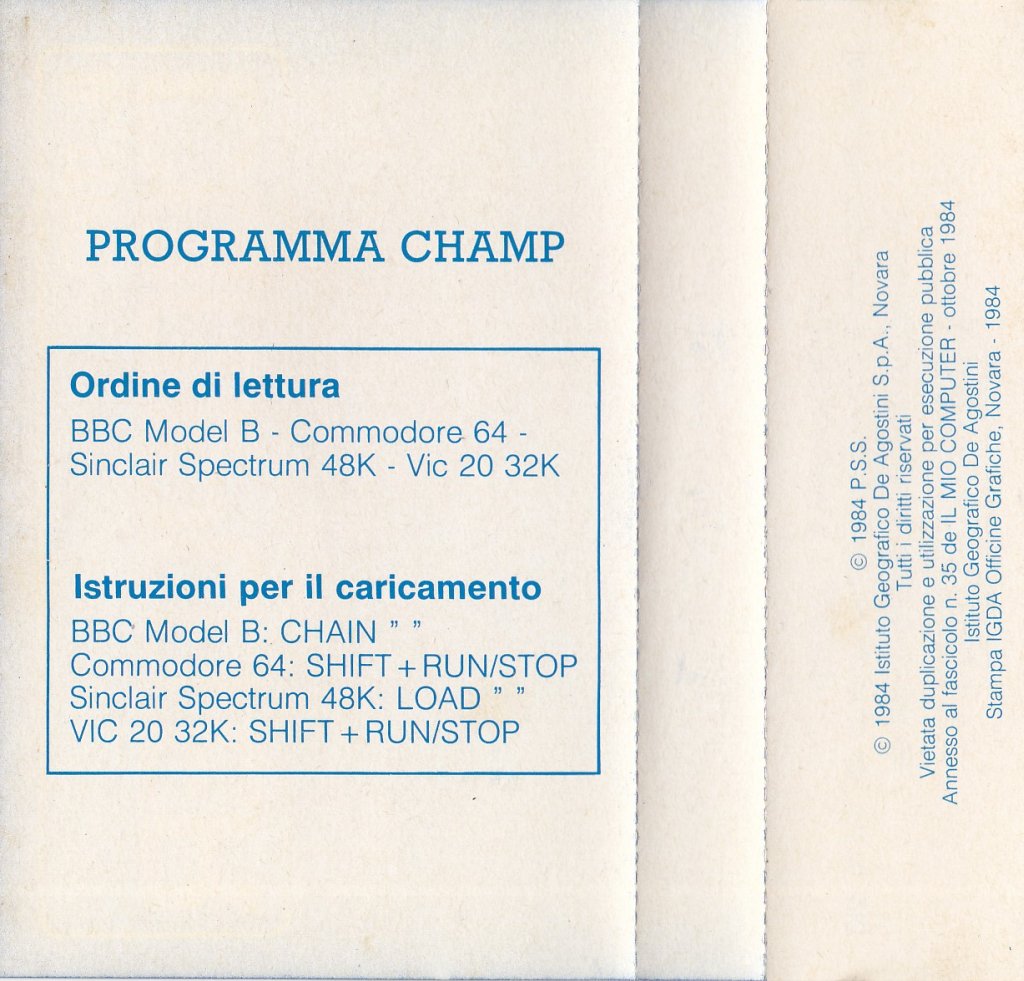 PROGRAMMA CHAMP
Ordine di lettura
BBC Model B - Commodore 64 -
Sinclair Spectrum 48K - Vic 20 32K
Istruzioni per il caricamento
BBC Model B: CHAIN ” ”
Commodore 64: SHIFT + RUN/STOP
Sinclair Spectrum 48K: LOAD ” ”
VIC 20 32K: SHIFT + RUN/STOP
© 1984 P.S.S.
© 1984 Istituto Geografico De Agostini S.p.A., Novara
Tutti i diritti riservati
Vietata duplicazione e utilizzazione per esecuzione pubblica
Annesso al fascicolo n. 35 de IL MIO COMPUTER - ottobre 1984
Istituto Geografico De Agostini
Stampa IGDA Officine Grafiche, Novara - 1984